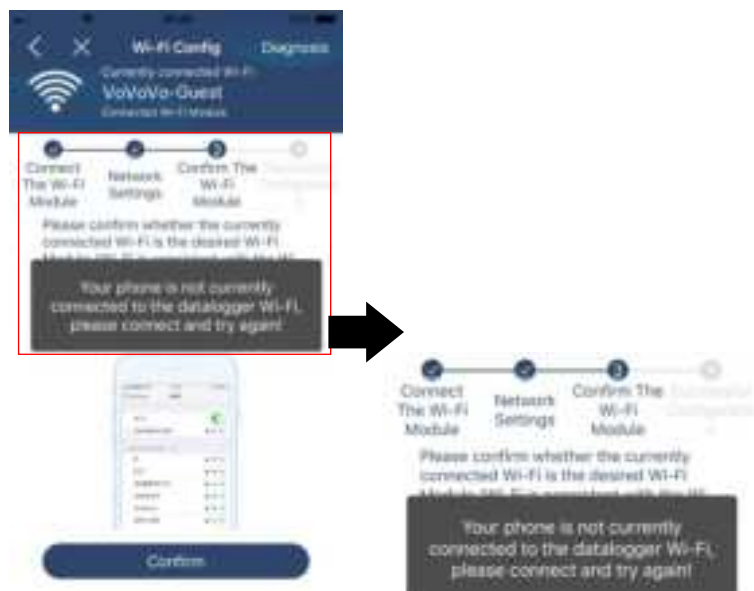 Wi-Fi Config
Diagnosis
Currently connected Wi-Fi:
VoVoVo-Guest
Connected Wi-Fi Module
Connect
The Wi-Fi
Module
Network
Settings
3
Confirm The
Wi-Fi
Module
Please confirm whether the currently
connected Wi-Fi is the desired Wi-Fi
Your phone is not currently
connected to the datalogger Wi-Fi,
please connect and try again!
Confirm
Connect
The Wi-Fi
Module
Network
Settings
3
Confirm The
Wi-Fi
Module
Please confirm whether the currently
connected Wi-Fi is the desired Wi-Fi
Your phone is not currently
connected to the datalogger Wi-Fi,
please connect and try again!